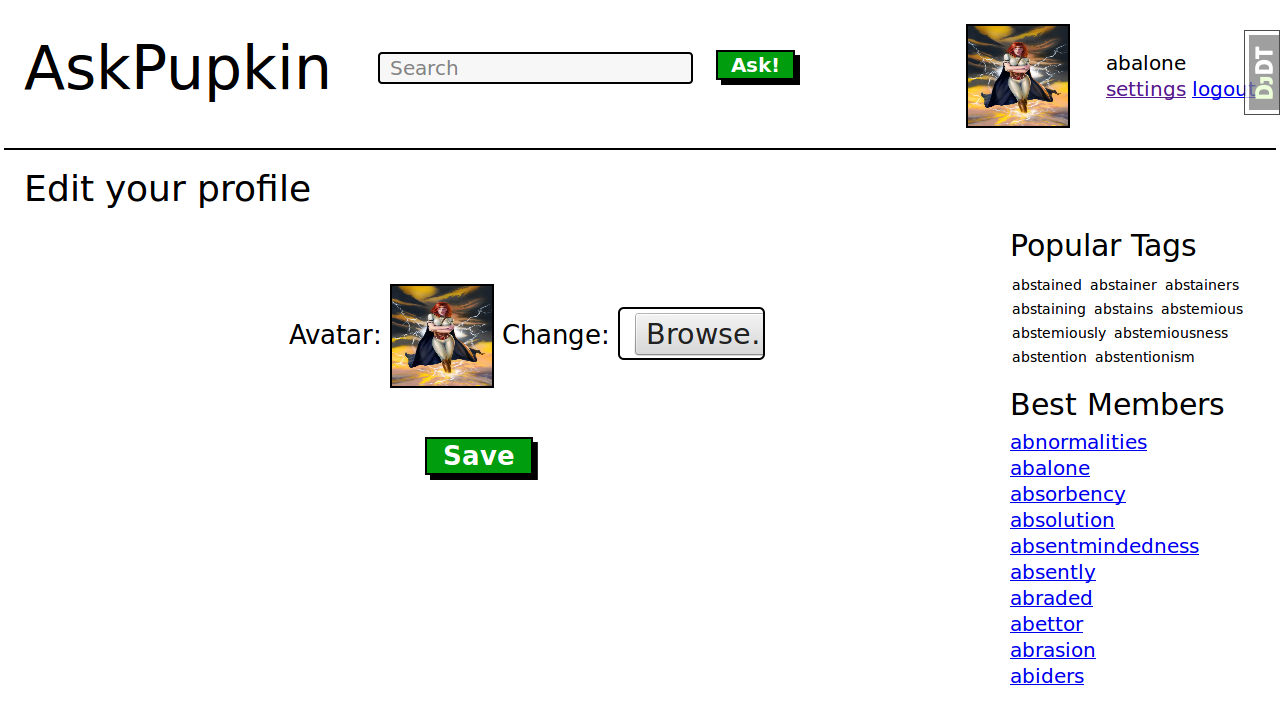 AskPupkin
Search
Ask!
abalone
settings logout
DJDT
Edit your profile
Avatar:
Change:
Browse.
Save
Popular Tags
abstained abstainer abstainers
abstaining abstains abstemious
abstemiously abstemiousness
abstention abstentionism
Best Members
abnormalities
abalone
absorbency
absolution
absentmindedness
absently
abraded
abettor
abrasion
abiders